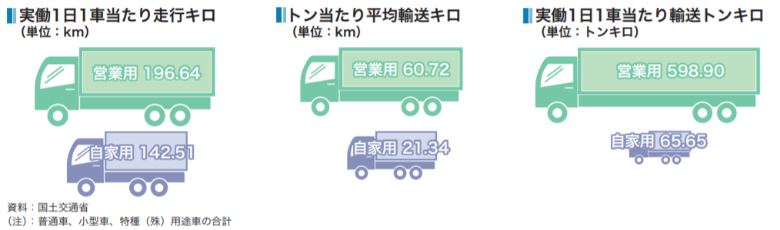 実働1日1車当たり走行キロ
（単位：km）
営業用 196.64
自家用 142.51
トン当たり平均輸送キロ
（単位：km）
営業用 60.72
自家用 21.34
実働1日1車当たり輸送トンキロ
（単位：トンキロ）
営業用 598.90
自家用 65.65
資料：国土交通省
（注）：普通車、小型車、特種（殊）用途車の合計